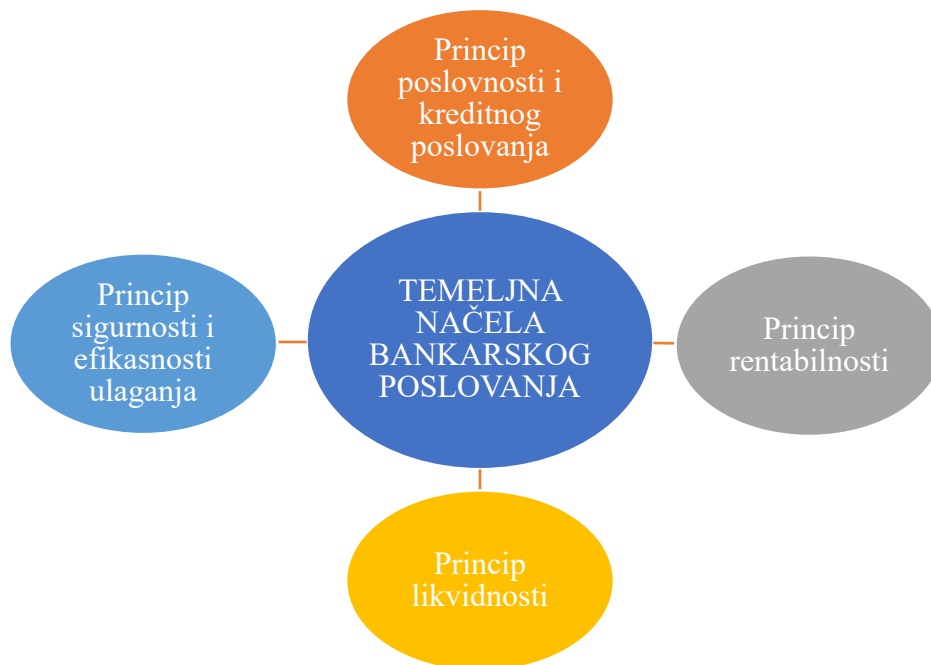 Princip
poslovnosti i
kreditnog
poslovanja
Princip
sigurnosti i
efikasnosti
ulaganja
TEMELJNA
NAČELA
BANKARSKOG
POSLOVANJA
Princip
rentabilnosti
Princip
likvidnosti